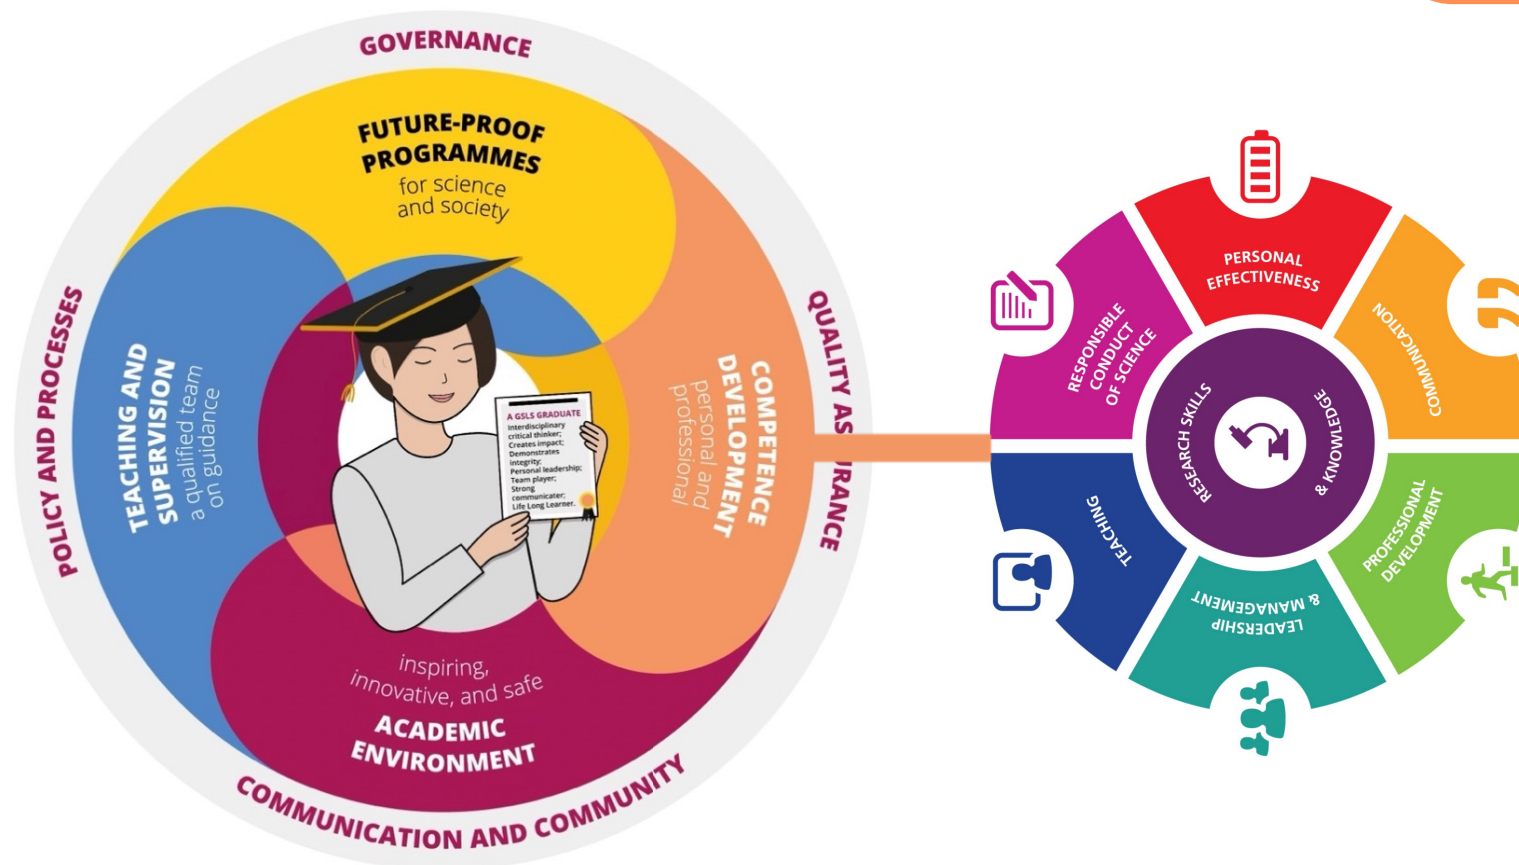 GOVERNANCE
FUTURE-PROOF
PROGRAMMES
for science
and society
POLICY AND PROCESSES
TEACHING AND
SUPERVISION
a qualified team
on guidance
A GSLS GRADUATE
Interdisciplinary
critical thinker;
Creates impact;
Demonstrates
integrity;
Personal leadership;
Team player;
Strong
communicater;
Life Long Learner.
COMPETENCE
DEVELOPMENT
personal and
professional
QUALITY AS RANCE
inspiring,
innovative, and safe
ACADEMIC
ENVIRONMENT
COMMUNICATION AND COMMUNITY
PERSONAL
EFFECTIVENESS
COMMUNICATION
PROFESSIONAL
DEVELOPMENT
LEADERSHIP
& MANAGEMENT
TEACHING
RESPONSIBLE
CONDUCT
OF SCIENCE
RESEARCH SKILLS
& KNOWLEDGE